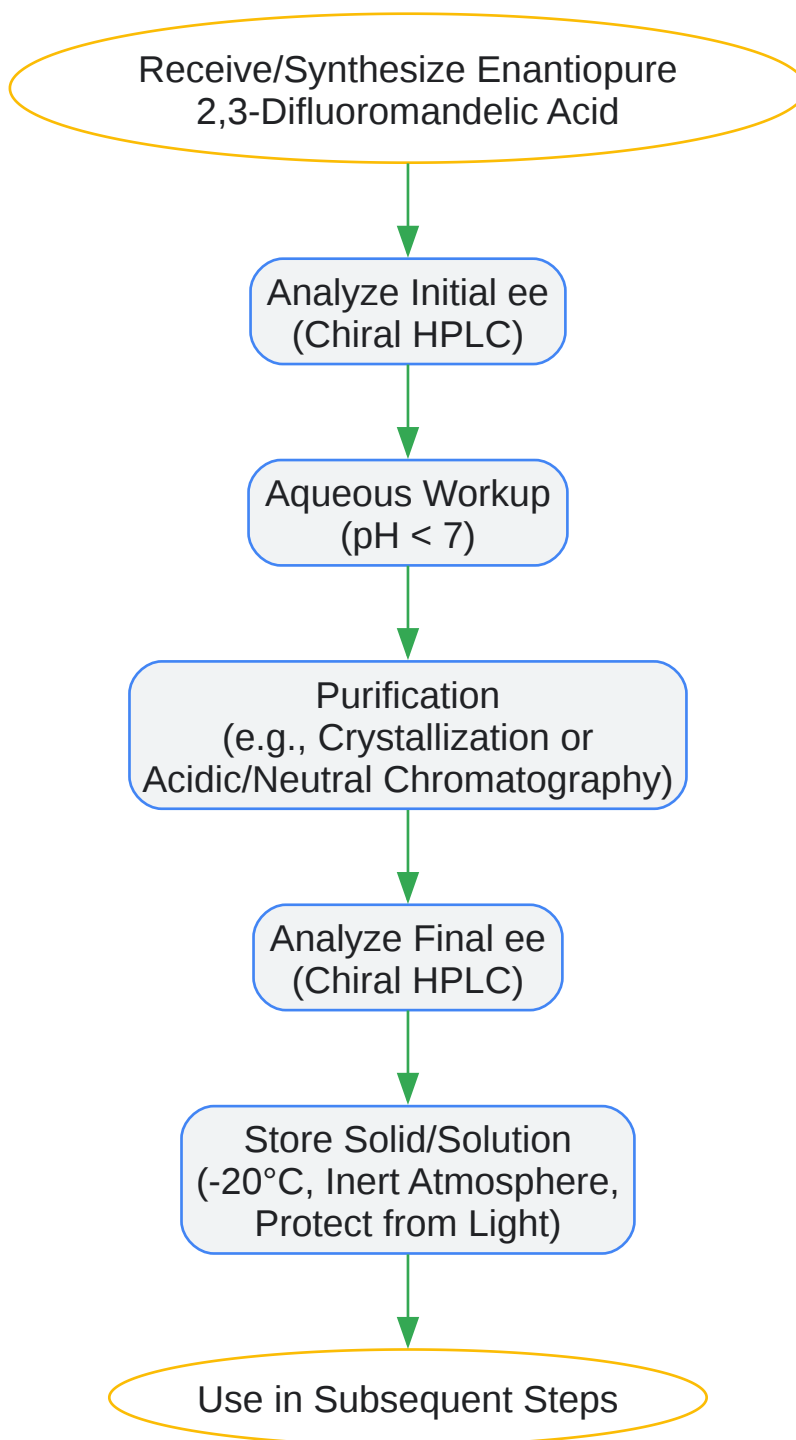 Receive/Synthesize Enantiopure
2,3-Difluoromandelic Acid
Analyze Initial ee
(Chiral HPLC)
Aqueous Workup
(pH < 7)
Purification
(e.g., Crystallization or
Acidic/Neutral Chromatography)
Analyze Final ee
(Chiral HPLC)
Store Solid/Solution
(-20°C, Inert Atmosphere,
Protect from Light)
Use in Subsequent Steps